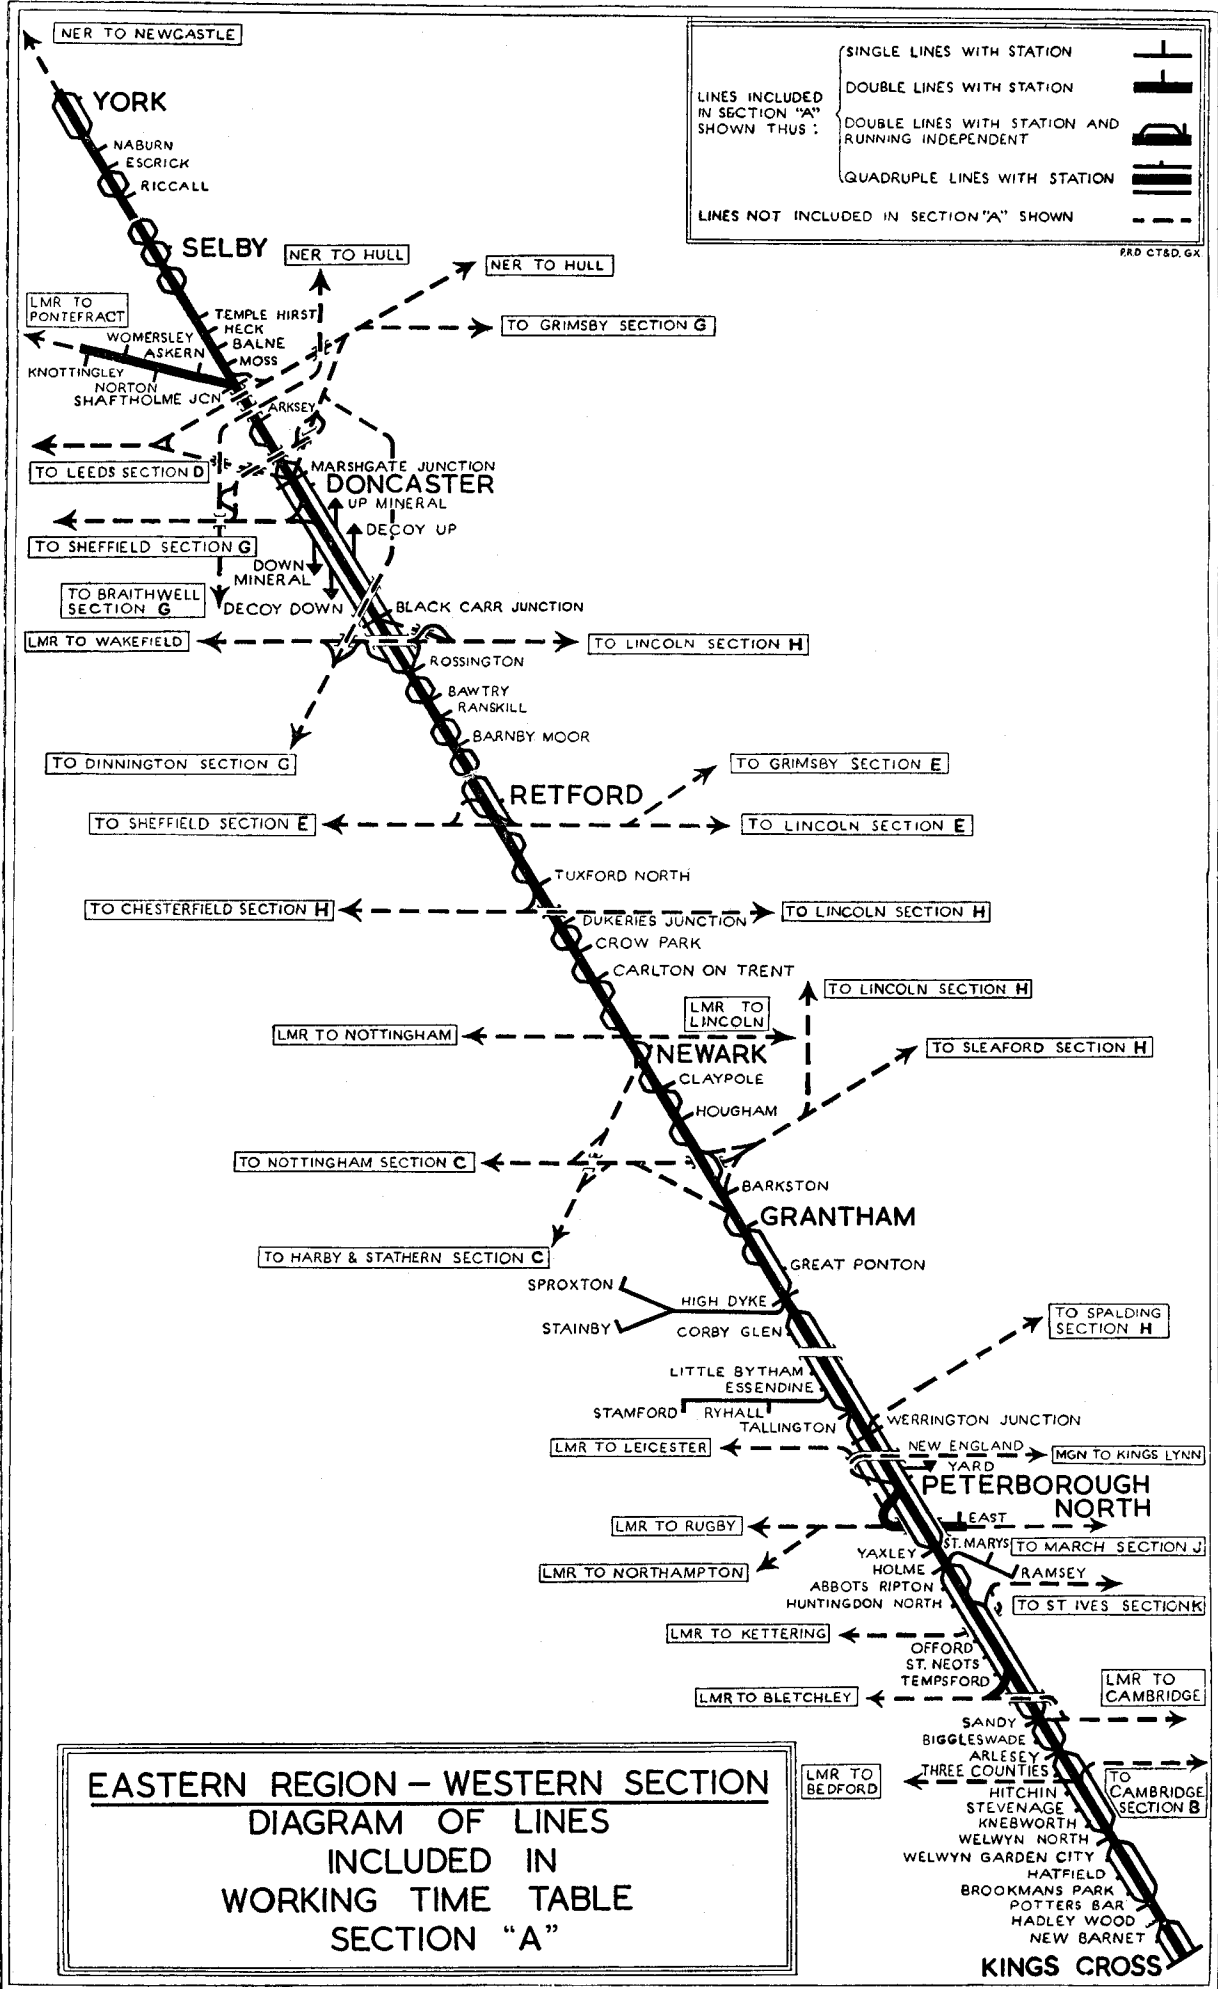 NER TO NEWCASTLE
YORK
NABURN
ESCRICK
RICCALL
SELBY
LINES INCLUDED
IN SECTION "A"
SHOWN THUS :
SINGLE LINES WITH STATION
DOUBLE LINES WITH STATION
DOUBLE LINES WITH STATION AND
RUNNING INDEPENDENT
QUADRUPLE LINES WITH STATION
LINES NOT INCLUDED IN SECTION "A" SHOWN
P.R.D CT&D. GX
NER TO HULL
NER TO HULL
TO GRIMSBY SECTION G
LMR TO
PONTEFRACT
TEMPLE HIRST
HECK
BALNE
MOSS
WOMERSLEY
ASKERN
KNOTTINGLEY
NORTON
SHAFTHOLME JCN
ARKSEY
TO LEEDS SECTION D
MARSHGATE JUNCTION
DONCASTER
UP MINERAL
DECOY UP
TO SHEFFIELD SECTION G
DOWN
MINERAL
TO BRAITHWELL
SECTION G
DECOY DOWN
BLACK CARR JUNCTION
LMR TO WAKEFIELD
TO LINCOLN SECTION H
ROSSINGTON
BAWTRY
RANSKILL
BARNBY MOOR
TO DINNINGTON SECTION G
TO GRIMSBY SECTION E
RETFORD
TO SHEFFIELD SECTION E
TO LINCOLN SECTION E
TUXFORD NORTH
TO CHESTERFIELD SECTION H
TO LINCOLN SECTION H
DUKERIES JUNCTION
CROW PARK
CARLTON ON TRENT
TO LINCOLN SECTION H
LMR TO
LINCOLN
LMR TO NOTTINGHAM
NEWARK
TO SLEAFORD SECTION H
CLAYPOLE
HOUGHAM
TO NOTTINGHAM SECTION C
BARKSTON
GRANTHAM
TO HARBY & STATHERN SECTION C
GREAT PONTON
SPROXTON
HIGH DYKE
STAINBY
CORBY GLEN
TO SPALDING
SECTION H
LITTLE BYTHAM
ESSENDINE
STAMFORD
RYHALL
TALLINGTON
WERRINGTON JUNCTION
LMR TO LEICESTER
NEW ENGLAND
YARD
MGN TO KINGS LYNN
PETERBOROUGH
NORTH
LMR TO RUGBY
EAST
ST. MARYS
TO MARCH SECTION J
YAXLEY
HOLME
LMR TO NORTHAMPTON
RAMSEY
ABBOTS RIPTON
HUNTINGDON NORTH
TO ST IVES SECTION K
LMR TO KETTERING
OFFORD
ST. NEOTS
TEMPSFORD
LMR TO BLETCHLEY
LMR TO
CAMBRIDGE
SANDY
BIGGLESWADE
ARLESEY
THREE COUNTIES
LMR TO
BEDFORD
TO
CAMBRIDGE
SECTION B
HITCHIN
STEVENAGE
KNEBWORTH
WELWYN NORTH
WELWYN GARDEN CITY
HATFIELD
BROOKMANS PARK
POTTERS BAR
HADLEY WOOD
NEW BARNET
KINGS CROSS
EASTERN REGION – WESTERN SECTION
DIAGRAM OF LINES
INCLUDED IN
WORKING TIME TABLE
SECTION "A"